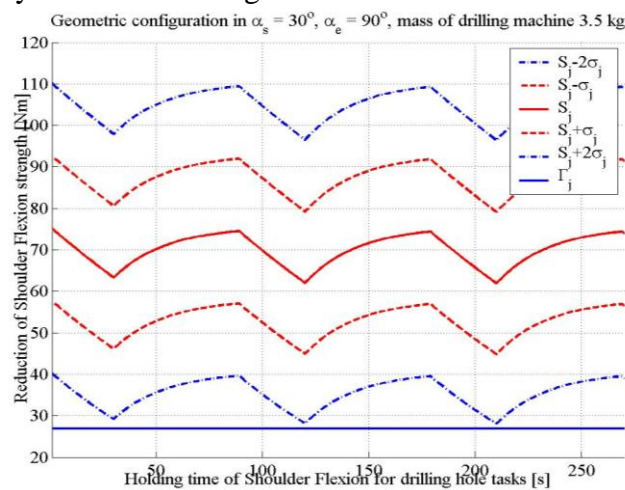 Geometric configuration in α_s = 30°, α_e = 90°, mass of drilling machine 3.5 kg
120
110
100
90
80
70
60
50
40
30
20
Reduction of Shoulder Flexion strength [Nm]
S_j-2σ_j
S_j-σ_j
S_j
S_j+σ_j
S_j+2σ_j
Γ_j
50
100
150
200
250
Holding time of Shoulder Flexion for drilling hole tasks [s]